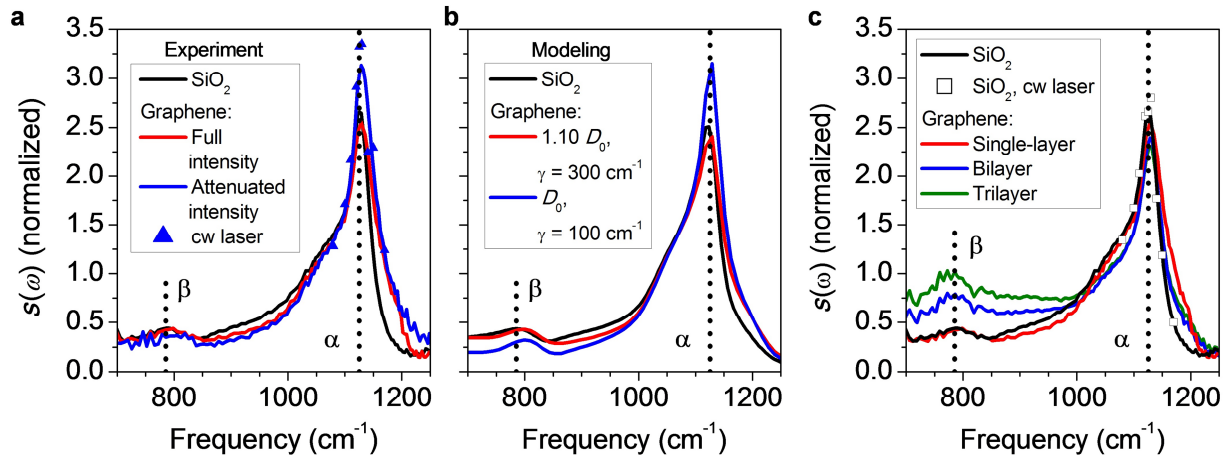 a
Experiment
SiO2
Graphene:
Full
intensity
Attenuated
intensity
cw laser
β
α
3.5
3.0
2.5
2.0
1.5
1.0
0.5
0.0
s(ω) (normalized)
800
1000
1200
Frequency (cm-1)
b
Modeling
SiO2
Graphene:
1.10 D0,
γ = 300 cm-1
D0,
γ = 100 cm-1
β
α
800
1000
1200
Frequency (cm-1)
c
3.5
3.0
2.5
2.0
1.5
1.0
0.5
0.0
s(ω) (normalized)
SiO2
SiO2, cw laser
Graphene:
Single-layer
Bilayer
Trilayer
β
α
800
1000
1200
Frequency (cm-1)